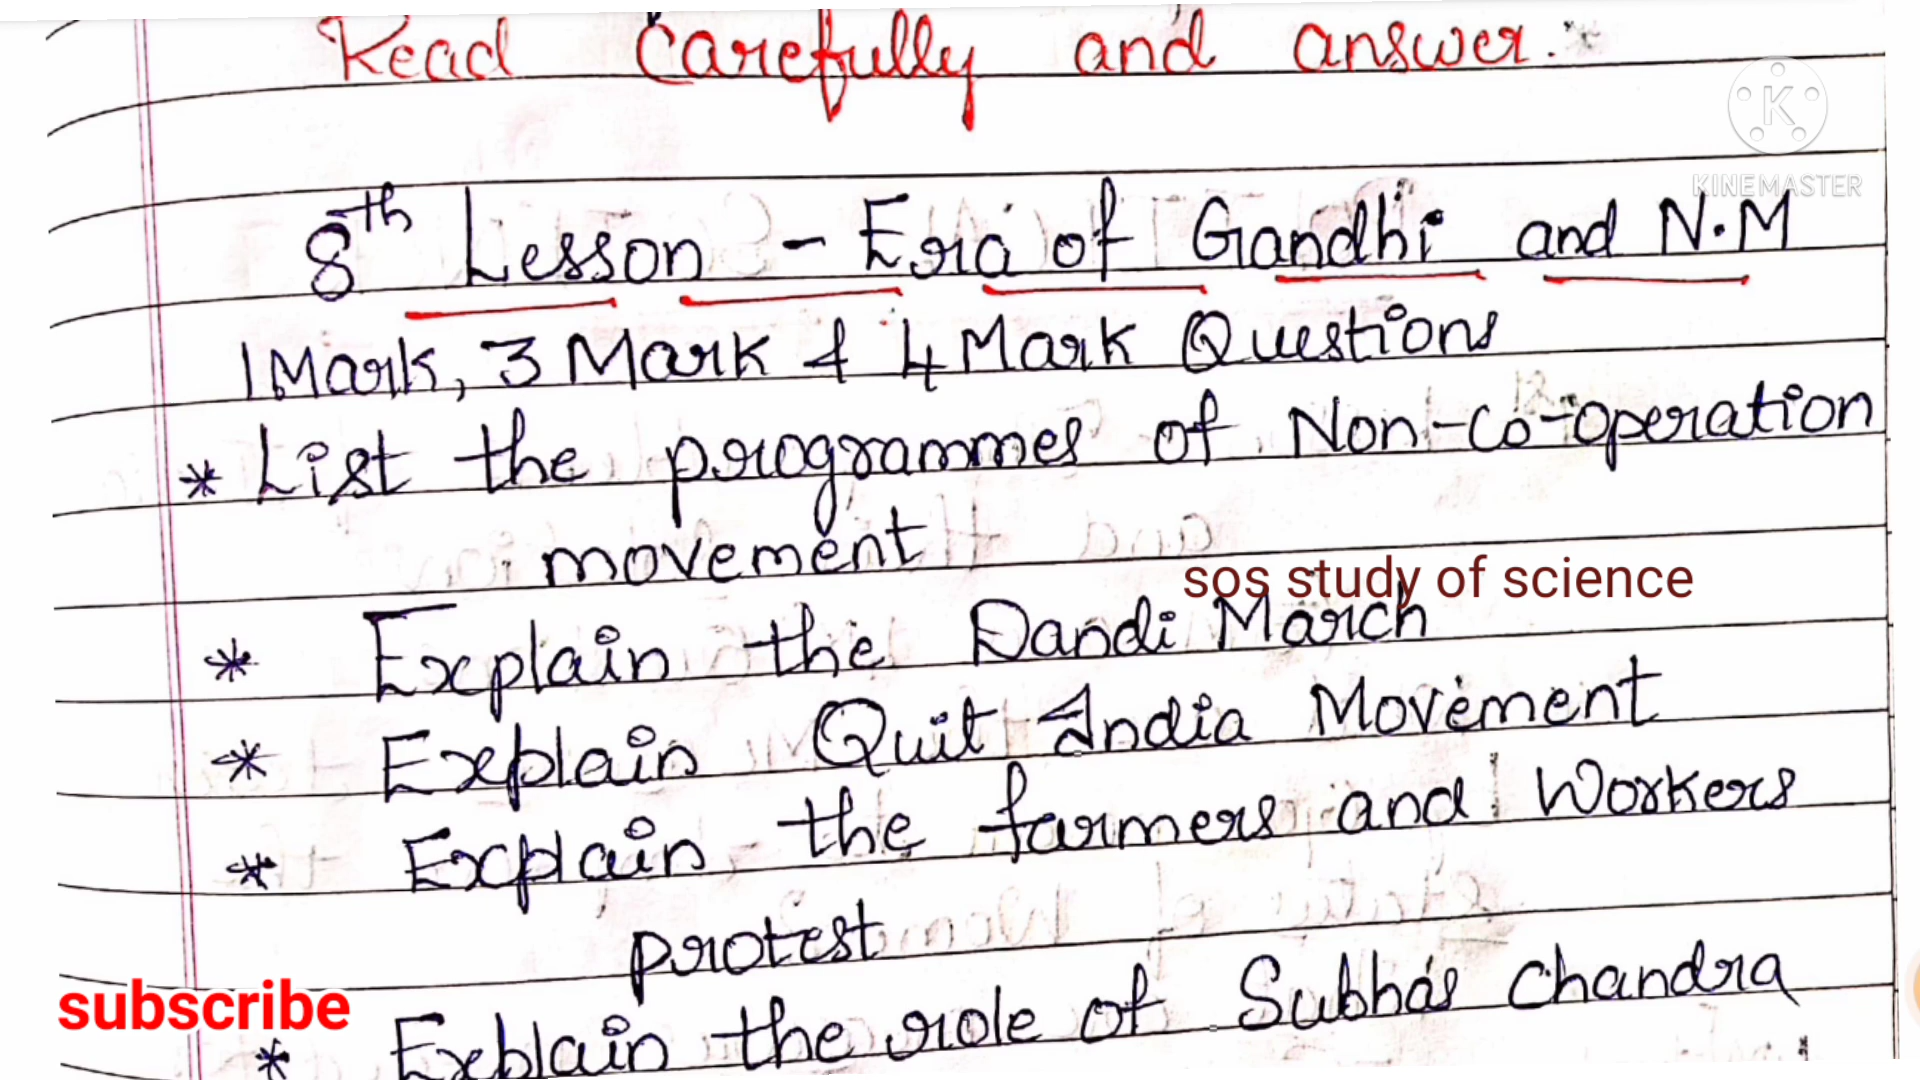 Read Carefully and answer.
K
KINEMASTER
8th Lesson - Era of Gandhi and N.M
1Mark, 3 Mark & 4 Mark Questions
* List the programmes of Non-Co-operation
movement
sos study of science
* Explain the Dandi March
* Explain Quit India Movement
* Explain the farmers and Workers
protest
subscribe
* Explain the role of Subhas Chandra